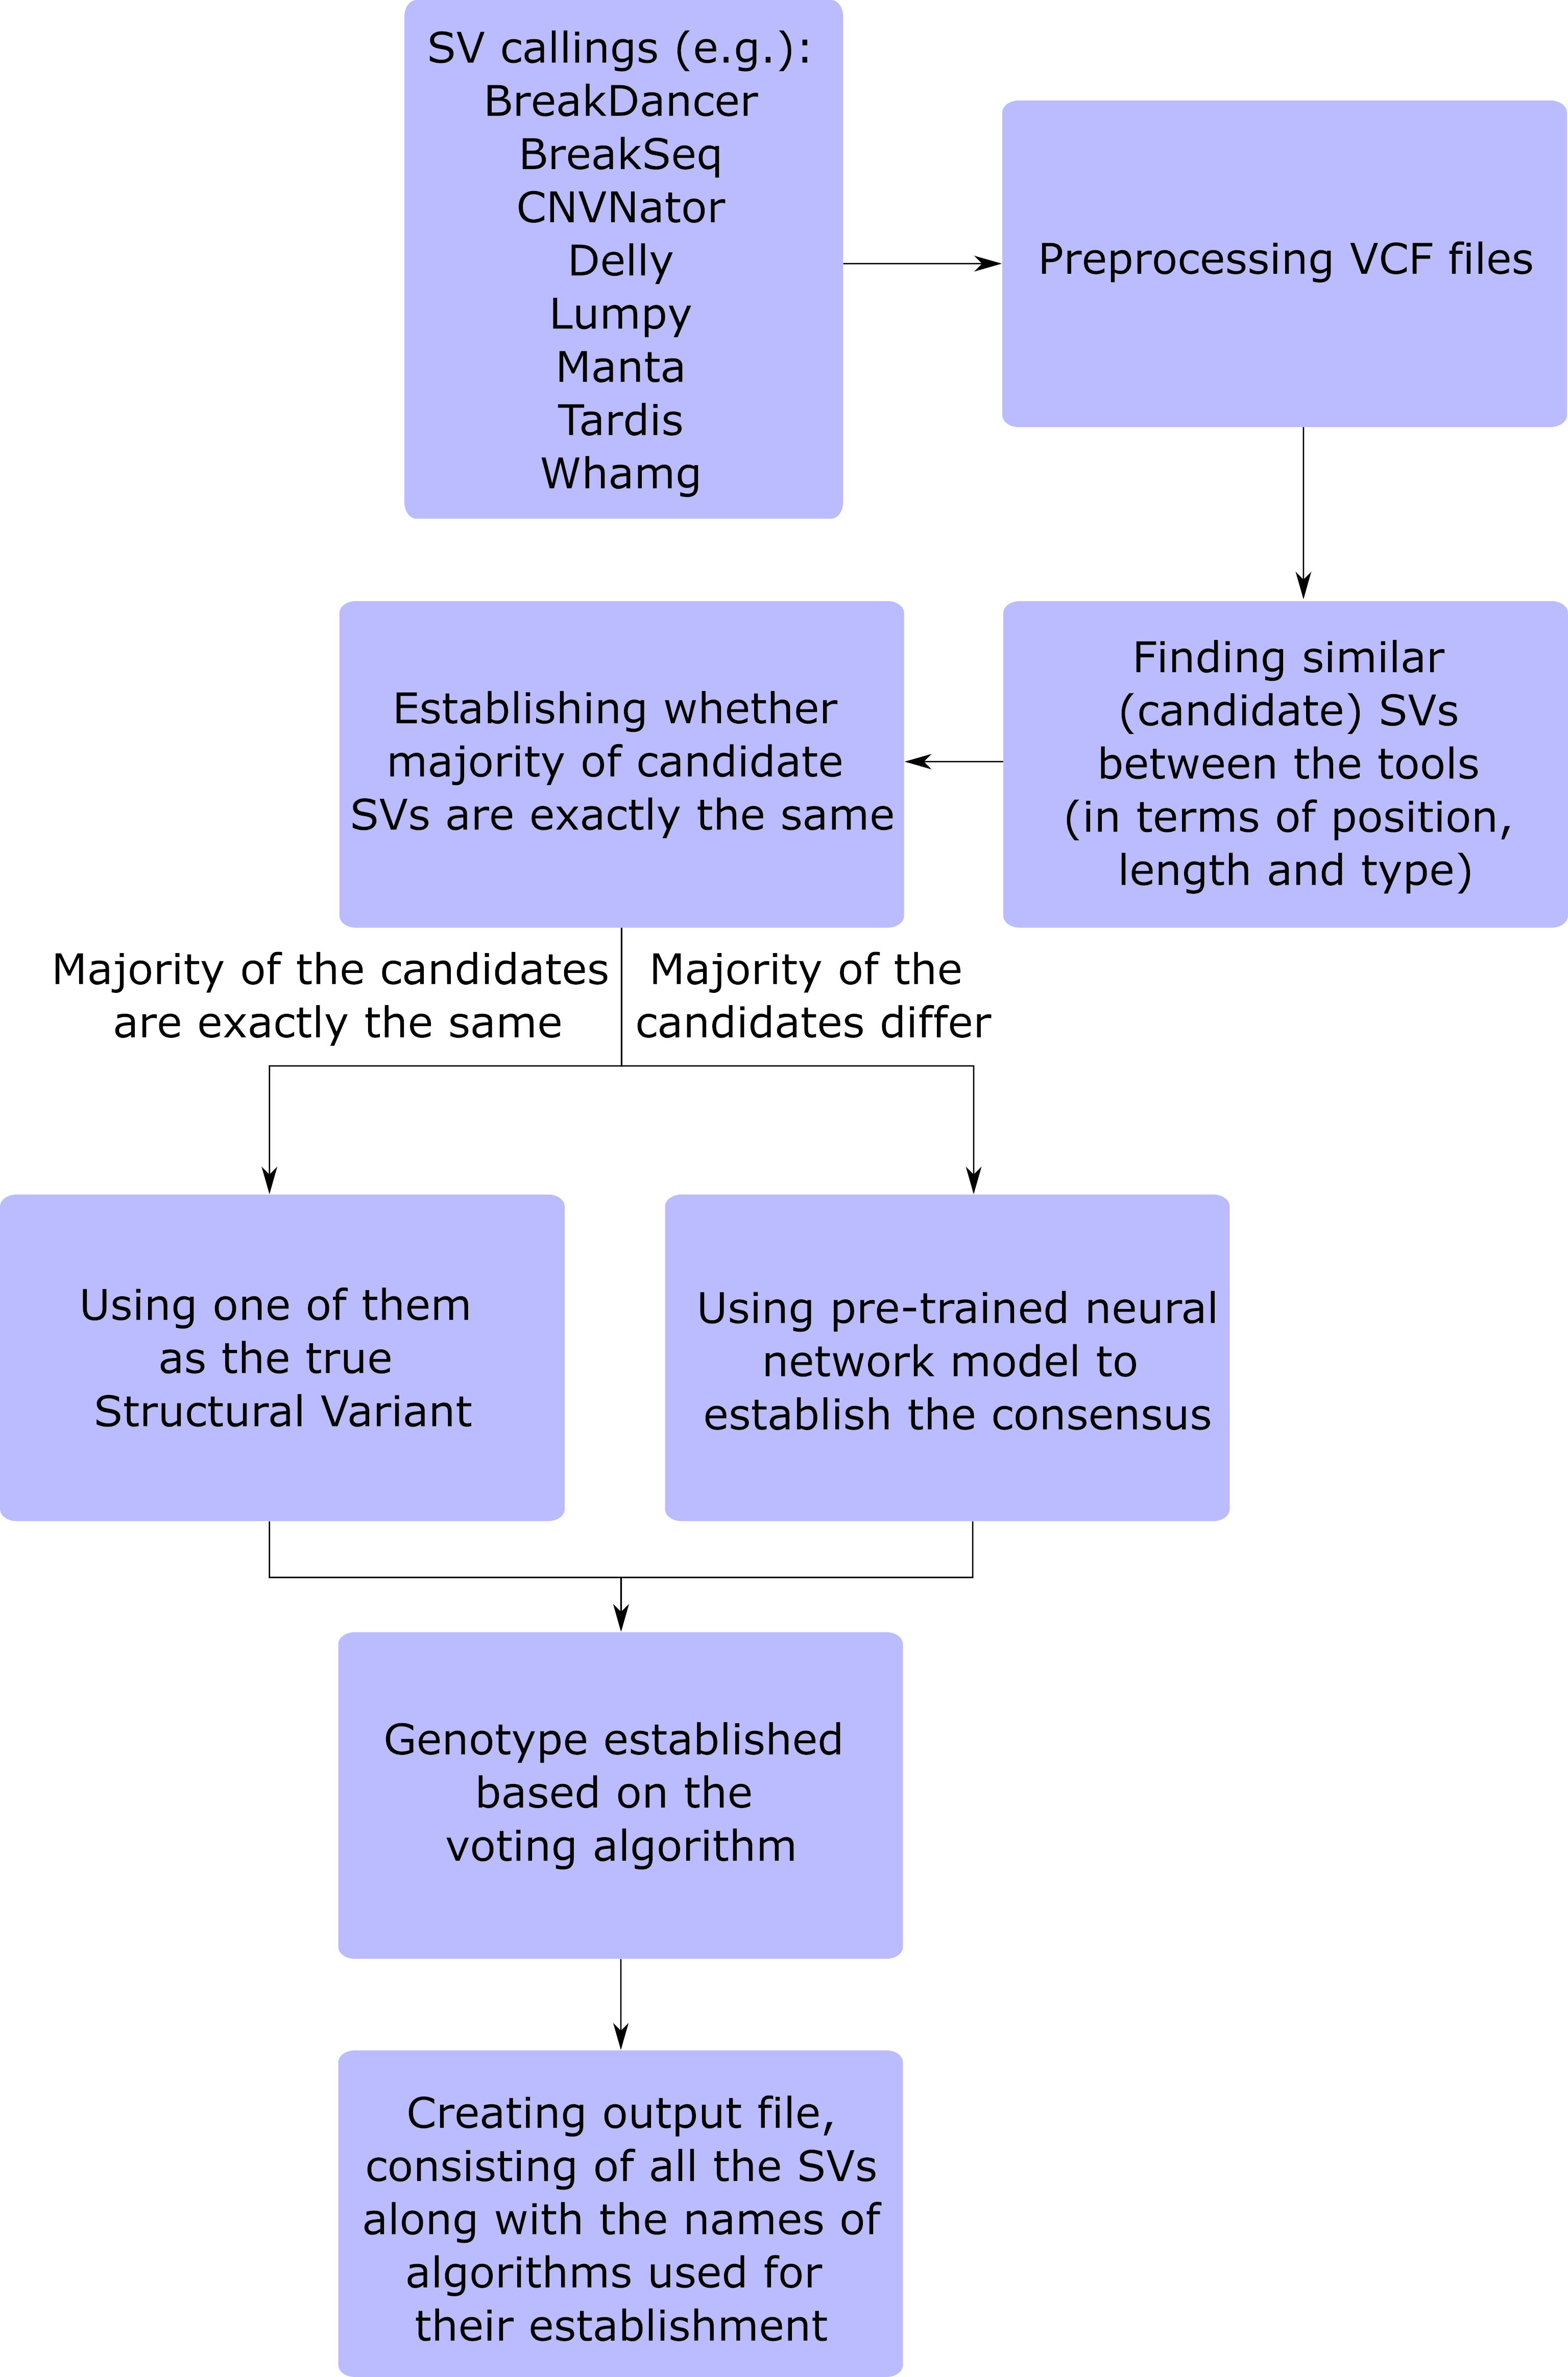 SV callings (e.g.):
BreakDancer
BreakSeq
CNVNator
Delly
Lumpy
Manta
Tardis
Whamg
Preprocessing VCF files
Finding similar
(candidate) SVs
between the tools
(in terms of position,
length and type)
Establishing whether
majority of candidate
SVs are exactly the same
Majority of the candidates
are exactly the same
Majority of the
candidates differ
Using one of them
as the true
Structural Variant
Using pre-trained neural
network model to
establish the consensus
Genotype established
based on the
voting algorithm
Creating output file,
consisting of all the SVs
along with the names of
algorithms used for
their establishment